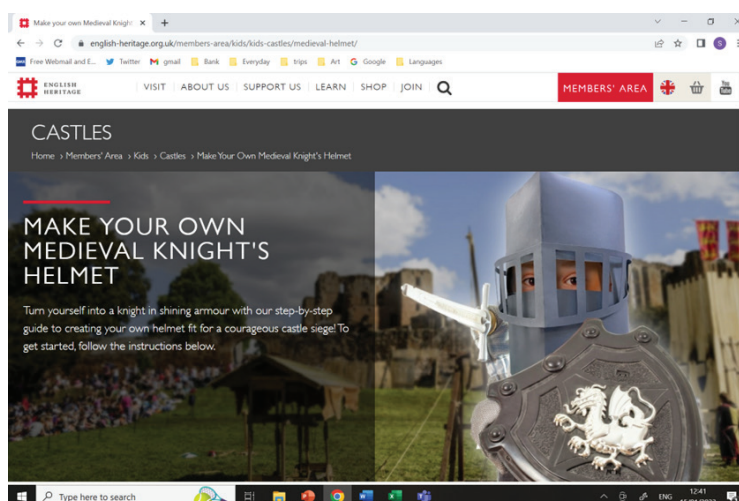 Make your own Medieval Knight
english-heritage.org.uk/members-area/kids/kids-castles/medieval-helmet/
Free Webmail and E... Twitter gmail Bank Everyday trips Art Google Languages
ENGLISH HERITAGE VISIT ABOUT US SUPPORT US LEARN SHOP JOIN MEMBERS' AREA You Tube
CASTLES
Home › Members' Area › Kids › Castles › Make Your Own Medieval Knight's Helmet
MAKE YOUR OWN
MEDIEVAL KNIGHT'S
HELMET
Turn yourself into a knight in shining armour with our step-by-step
guide to creating your own helmet fit for a courageous castle siege! To
get started, follow the instructions below.
Type here to search ENG 12:41